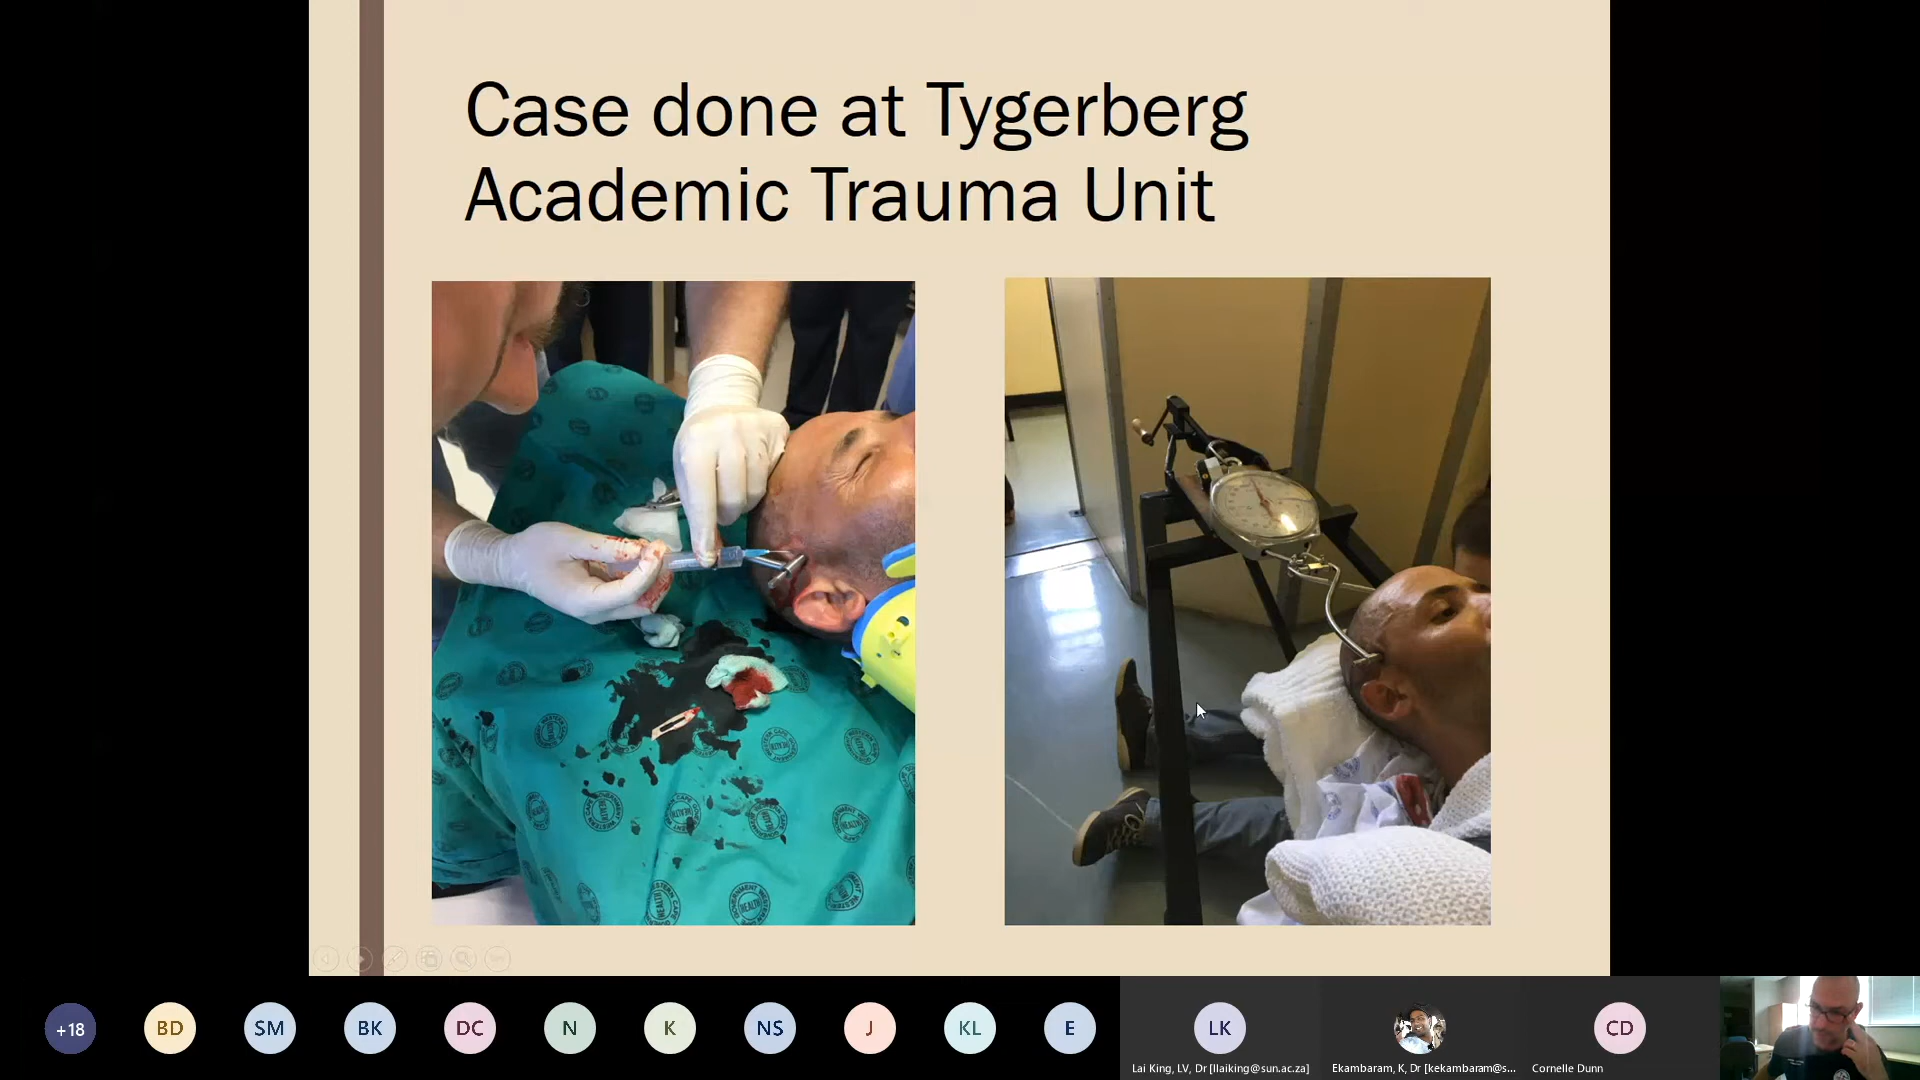 Case done at Tygerberg
Academic Trauma Unit
+18
BD
SM
BK
DC
N
K
NS
J
KL
E
LK
CD
Lai King, LV, Dr [llaiking@sun.ac.za]
Ekambaram, K, Dr [kekambaram@s...
Cornelle Dunn